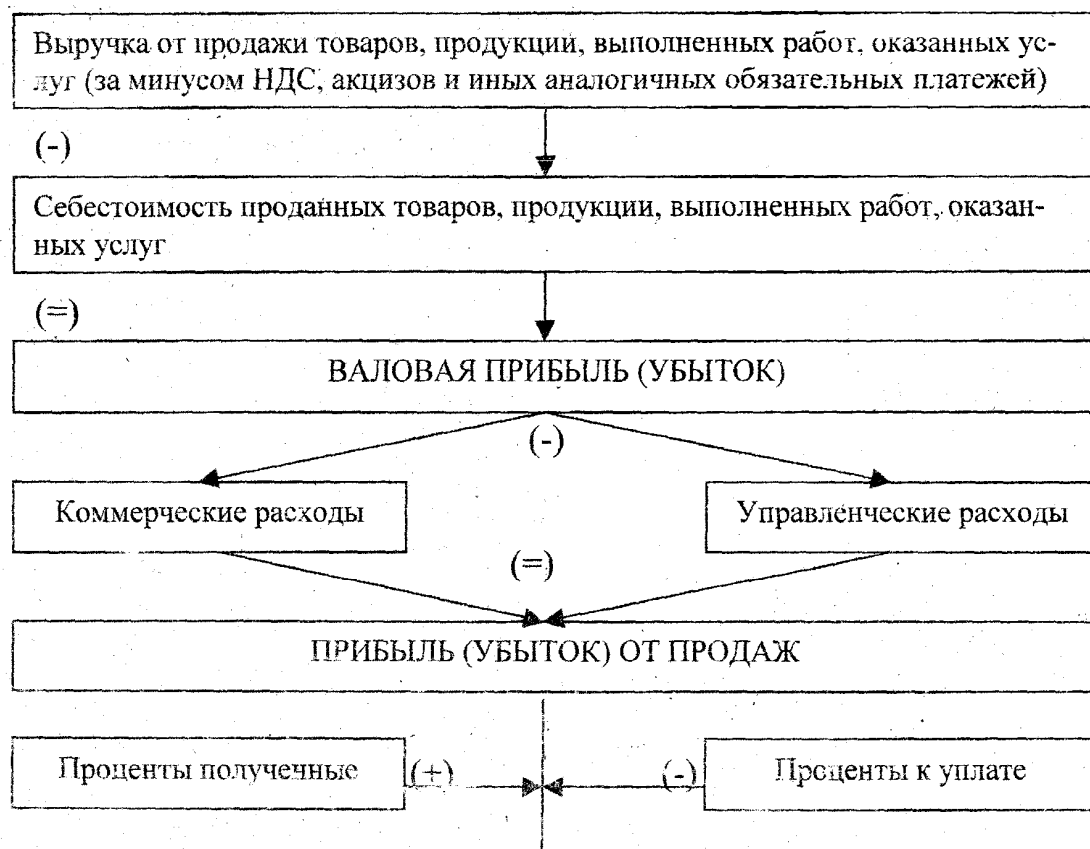 Выручка от продажи товаров, продукции, выполненных работ, оказанных ус-
луг (за минусом НДС, акцизов и иных аналогичных обязательных платежей)
(-)
Себестоимость проданных товаров, продукции, выполненных работ, оказан-
ных услуг
(=)
ВАЛОВАЯ ПРИБЫЛЬ (УБЫТОК)
(-)
Коммерческие расходы
Управленческие расходы
(=)
ПРИБЫЛЬ (УБЫТОК) ОТ ПРОДАЖ
Проценты полученные
(+)
(-)
Проценты к уплате